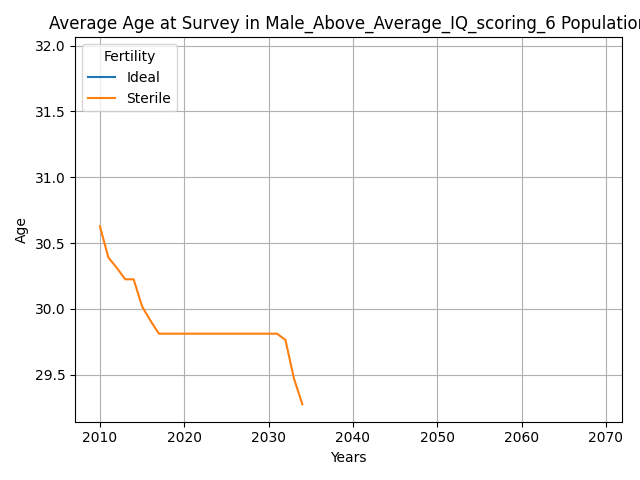 Average Age at Survey in Male_Above_Average_IQ_scoring_6 Population
32.0
31.5
31.0
30.5
30.0
29.5
Age
Fertility
Ideal
Sterile
2010 2020 2030 2040 2050 2060 2070
Years